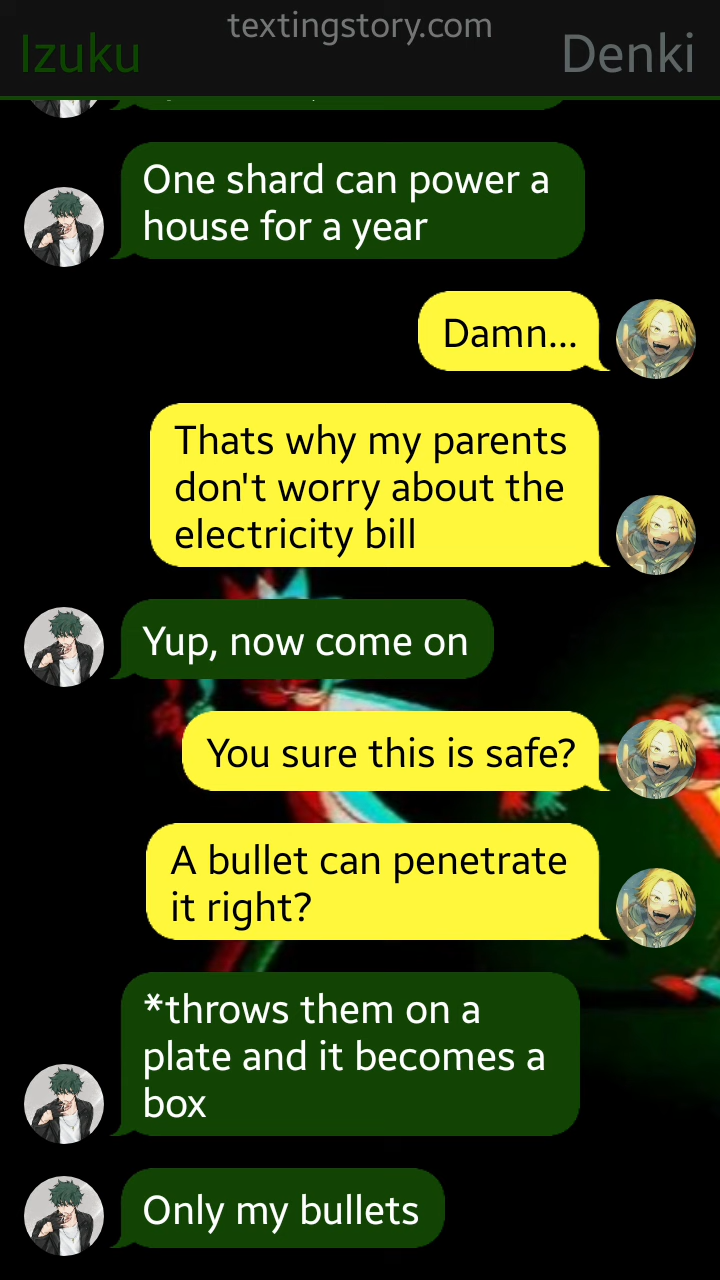 textingstory.com
Izuku
Denki
One shard can power a
house for a year
Damn...
Thats why my parents
don't worry about the
electricity bill
Yup, now come on
You sure this is safe?
A bullet can penetrate
it right?
*throws them on a
plate and it becomes a
box
Only my bullets